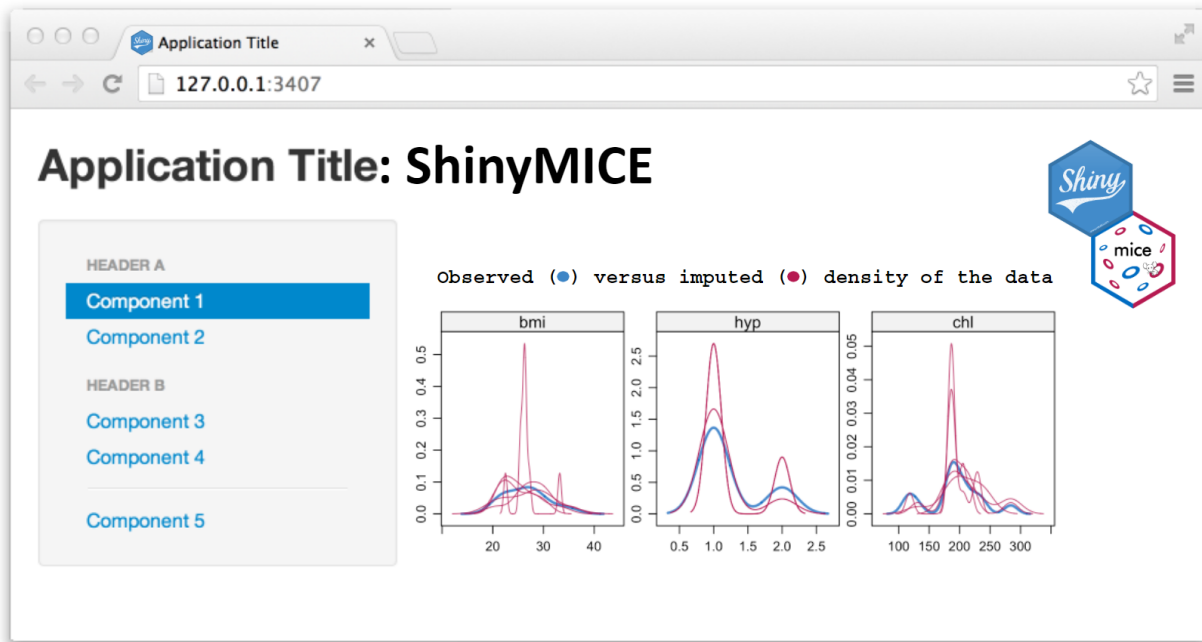 Shiny Application Title ×
127.0.0.1:3407
Application Title: ShinyMICE
Shiny
mice
HEADER A
Component 1
Component 2
HEADER B
Component 3
Component 4
Component 5
Observed (●) versus imputed (●) density of the data
bmi
0.0 0.1 0.2 0.3 0.4 0.5
20 30 40
hyp
0.0 0.5 1.0 1.5 2.0 2.5
0.5 1.0 1.5 2.0 2.5
chl
0.00 0.01 0.02 0.03 0.04 0.05
100 150 200 250 300